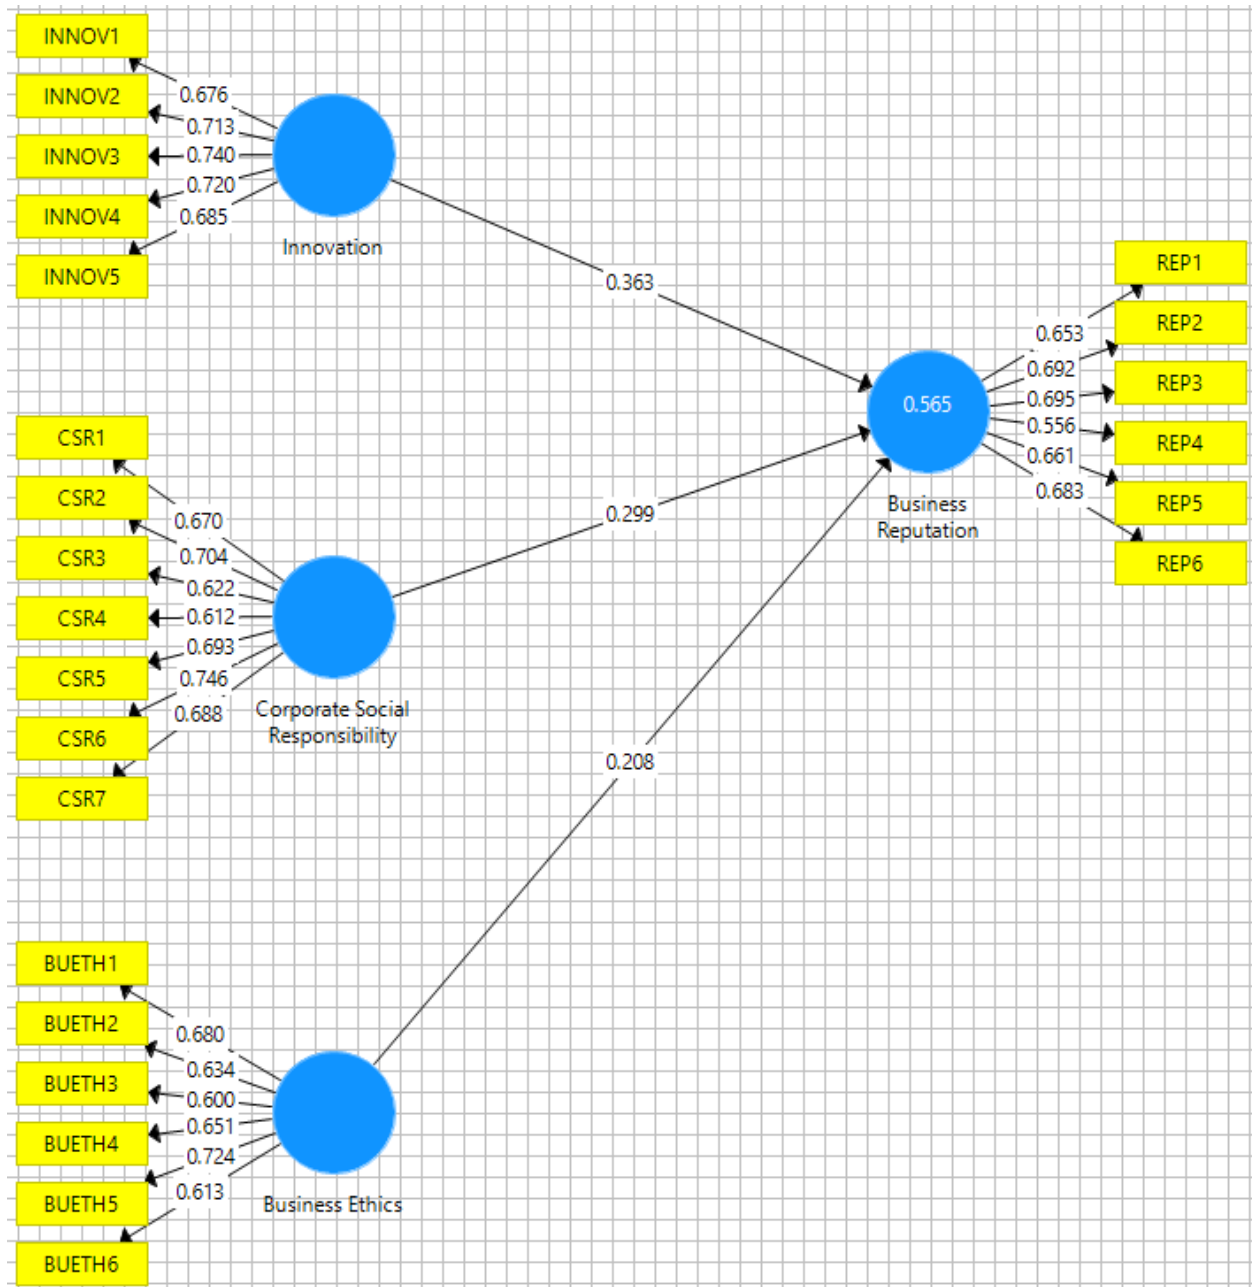 INNOV1
INNOV2
INNOV3
INNOV4
INNOV5
0.676
0.713
0.740
0.720
0.685
Innovation
0.363
CSR1
CSR2
CSR3
CSR4
CSR5
CSR6
CSR7
0.670
0.704
0.622
0.612
0.693
0.746
0.688
Corporate Social
Responsibility
0.299
BUETH1
BUETH2
BUETH3
BUETH4
BUETH5
BUETH6
0.680
0.634
0.600
0.651
0.724
0.613
Business Ethics
0.208
0.565
Business
Reputation
0.653
0.692
0.695
0.556
0.661
0.683
REP1
REP2
REP3
REP4
REP5
REP6